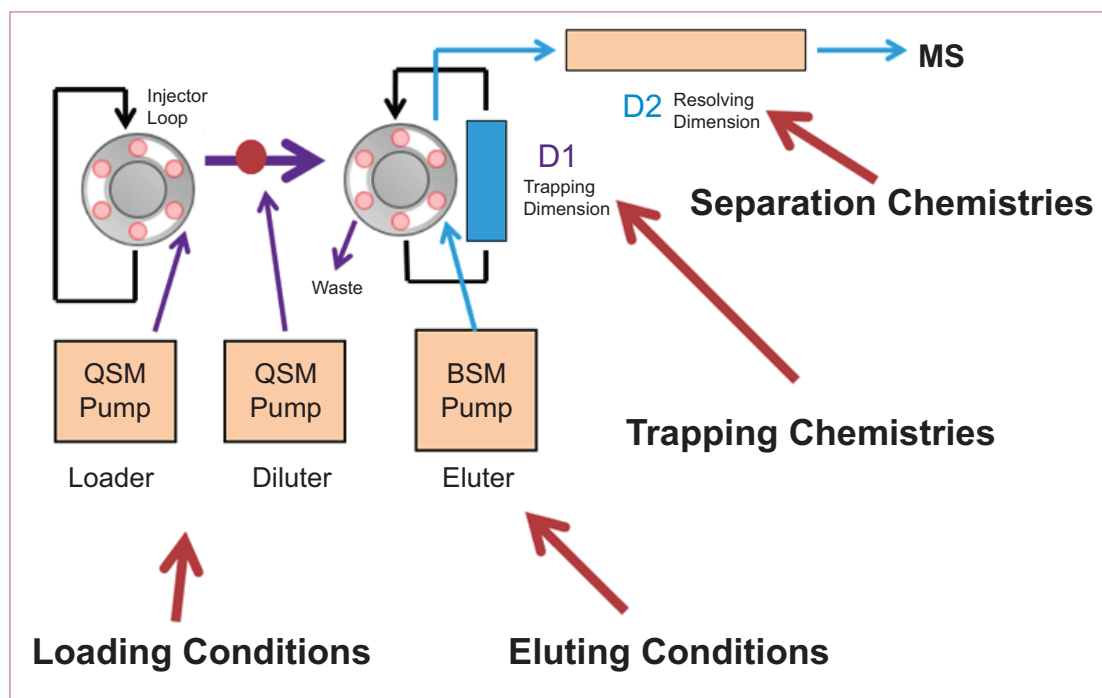 Injector
Loop
MS
D2 Resolving
Dimension
D1
Trapping
Dimension
Separation Chemistries
Waste
QSM
Pump
QSM
Pump
BSM
Pump
Trapping Chemistries
Loader
Diluter
Eluter
Loading Conditions
Eluting Conditions